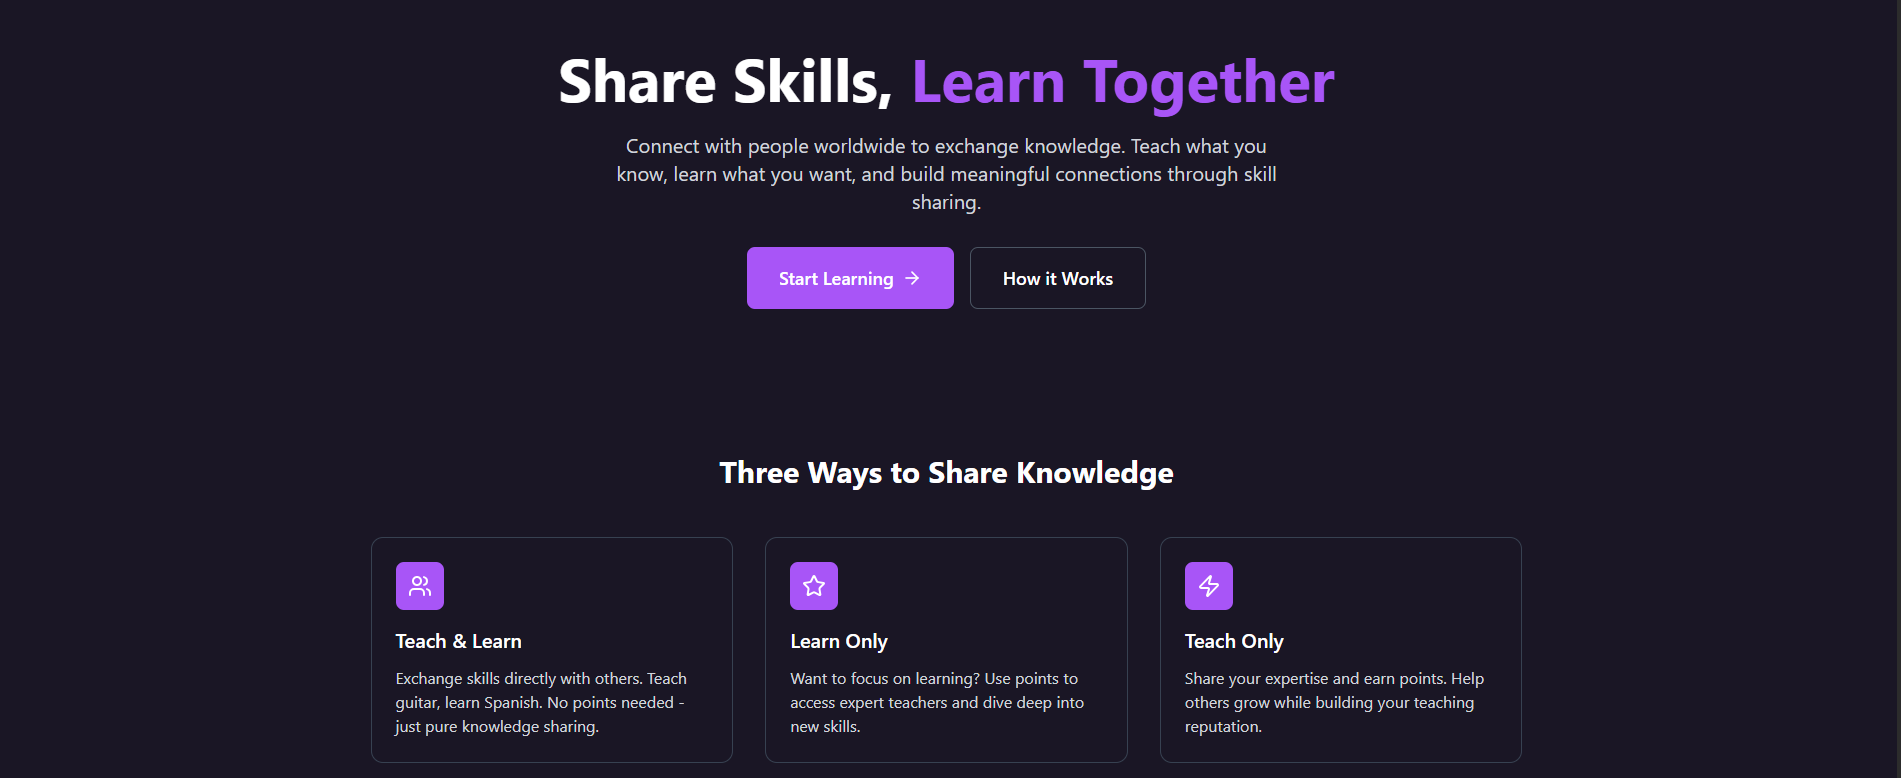 Share Skills, Learn Together
Connect with people worldwide to exchange knowledge. Teach what you
know, learn what you want, and build meaningful connections through skill
sharing.
Start Learning →
How it Works
Three Ways to Share Knowledge
Teach & Learn
Exchange skills directly with others. Teach
guitar, learn Spanish. No points needed -
just pure knowledge sharing.
Learn Only
Want to focus on learning? Use points to
access expert teachers and dive deep into
new skills.
Teach Only
Share your expertise and earn points. Help
others grow while building your teaching
reputation.